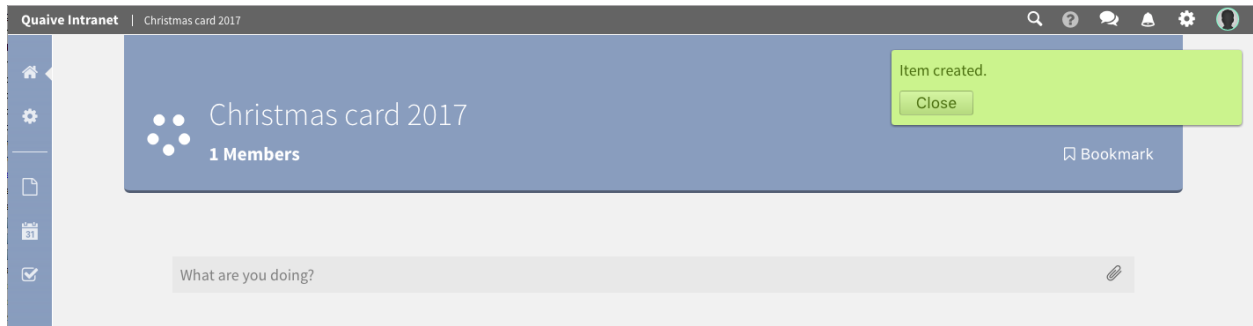 Quaive Intranet | Christmas card 2017
Item created.
Close
Christmas card 2017
1 Members
Bookmark
31
What are you doing?